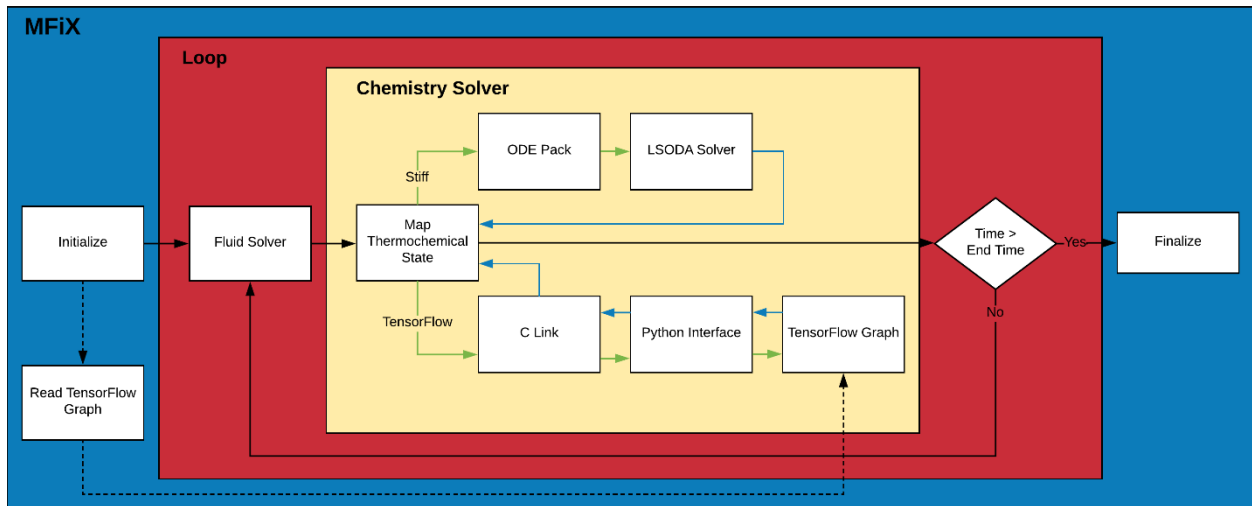 MFiX
Loop
Chemistry Solver
ODE Pack
LSODA Solver
Stiff
Initialize
Fluid Solver
Map
Thermochemical
State
Time >
End Time
Yes
Finalize
No
TensorFlow
C Link
Python Interface
TensorFlow Graph
Read TensorFlow
Graph